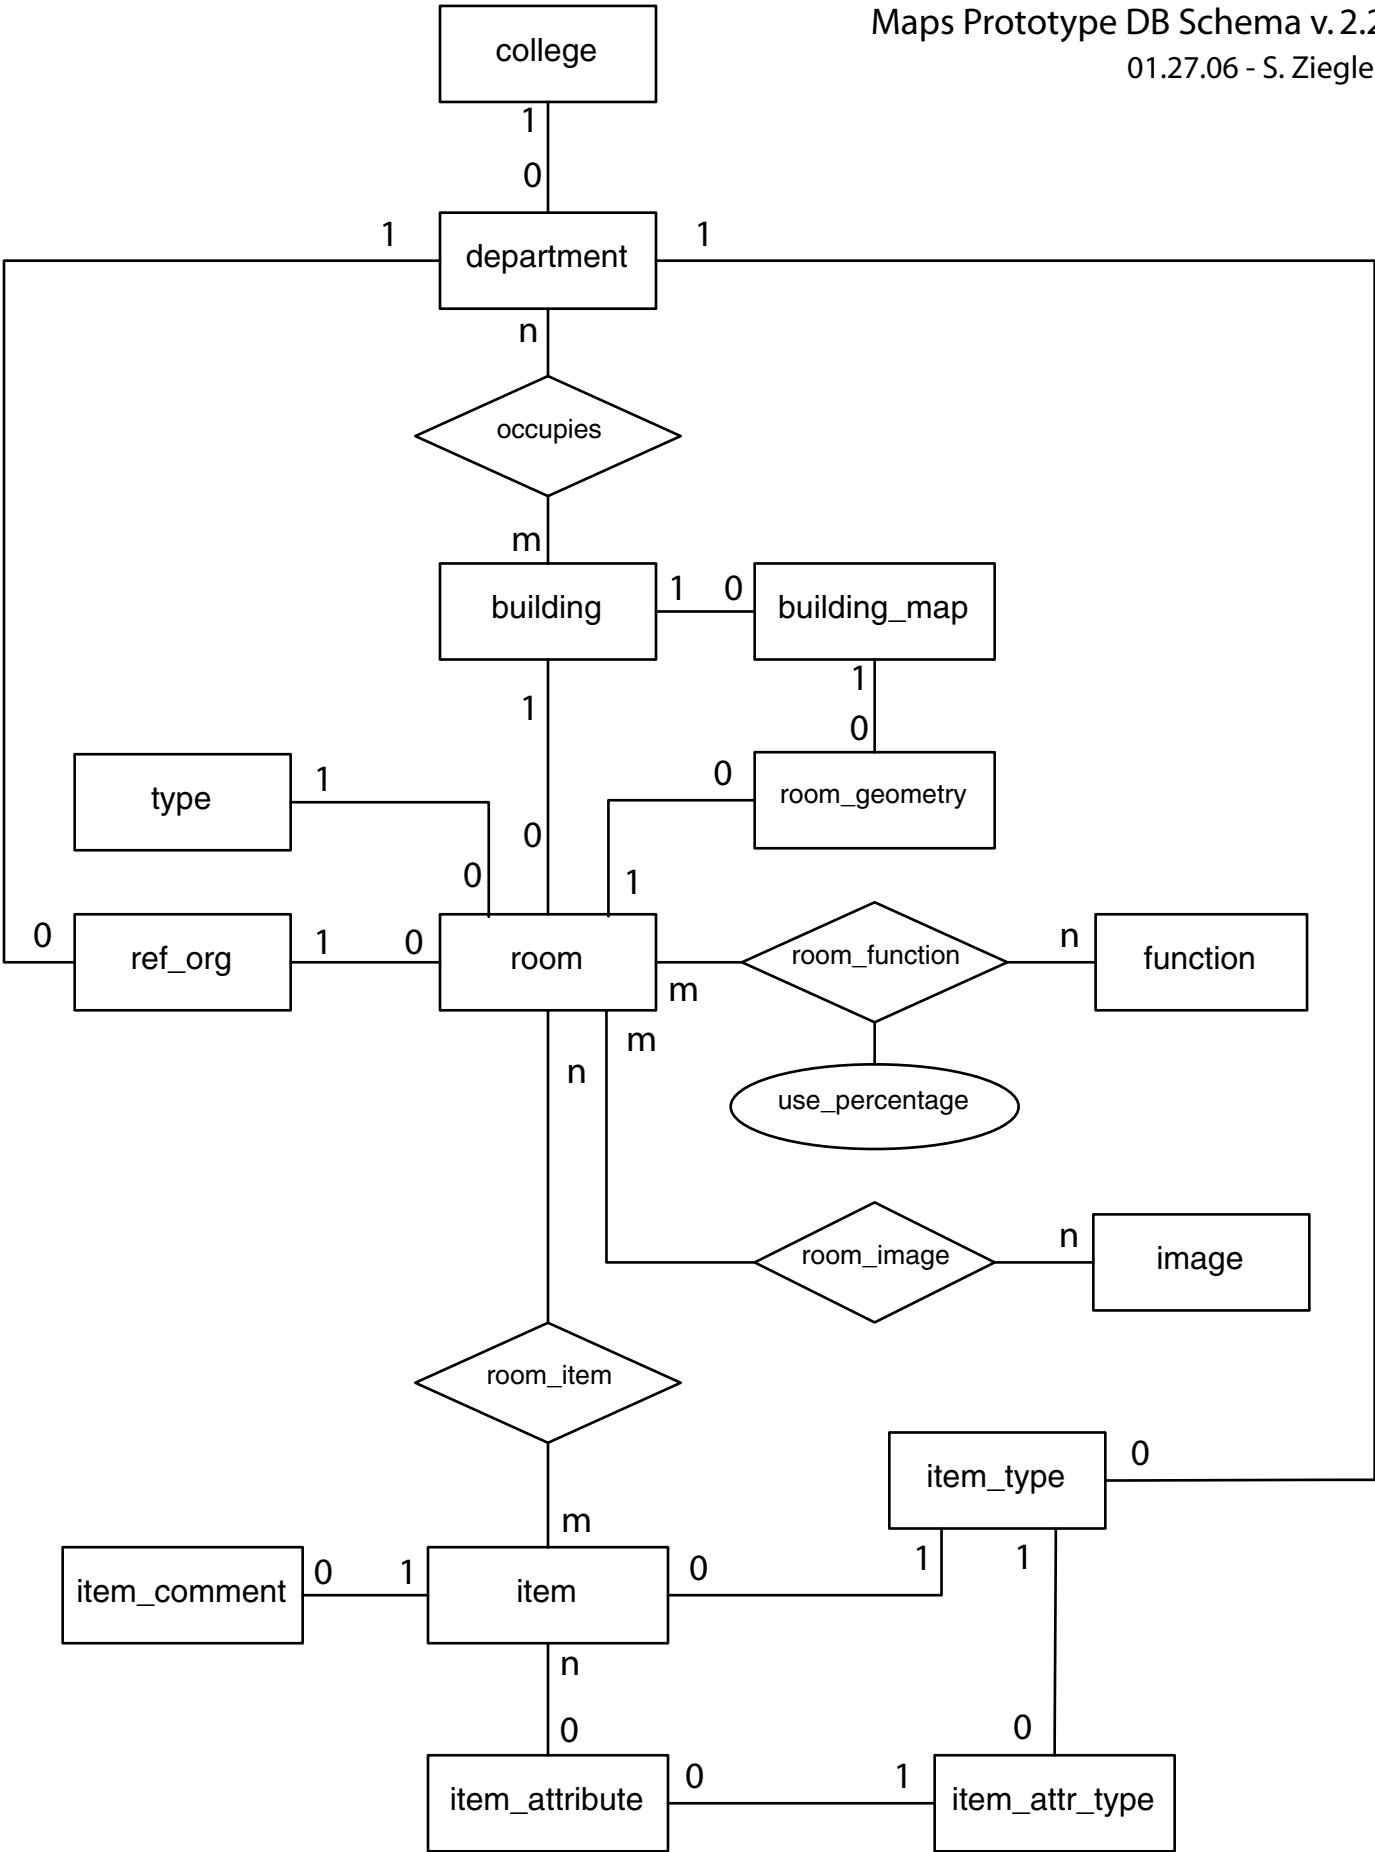 Maps Prototype DB Schema v. 2.2
01.27.06 - S. Ziegle
college
1
0
1
department
1
n
occupies
m
building
1 0
building_map
1
1
0
type
1
0
room_geometry
0
0
1
0
ref_org
1 0
room
m
room_function
n
function
m
n
use_percentage
room_image
n
image
room_item
item_type
0
m
1
1
item_comment
0 1
item
0
n
0
0
item_attribute
0 1
item_attr_type